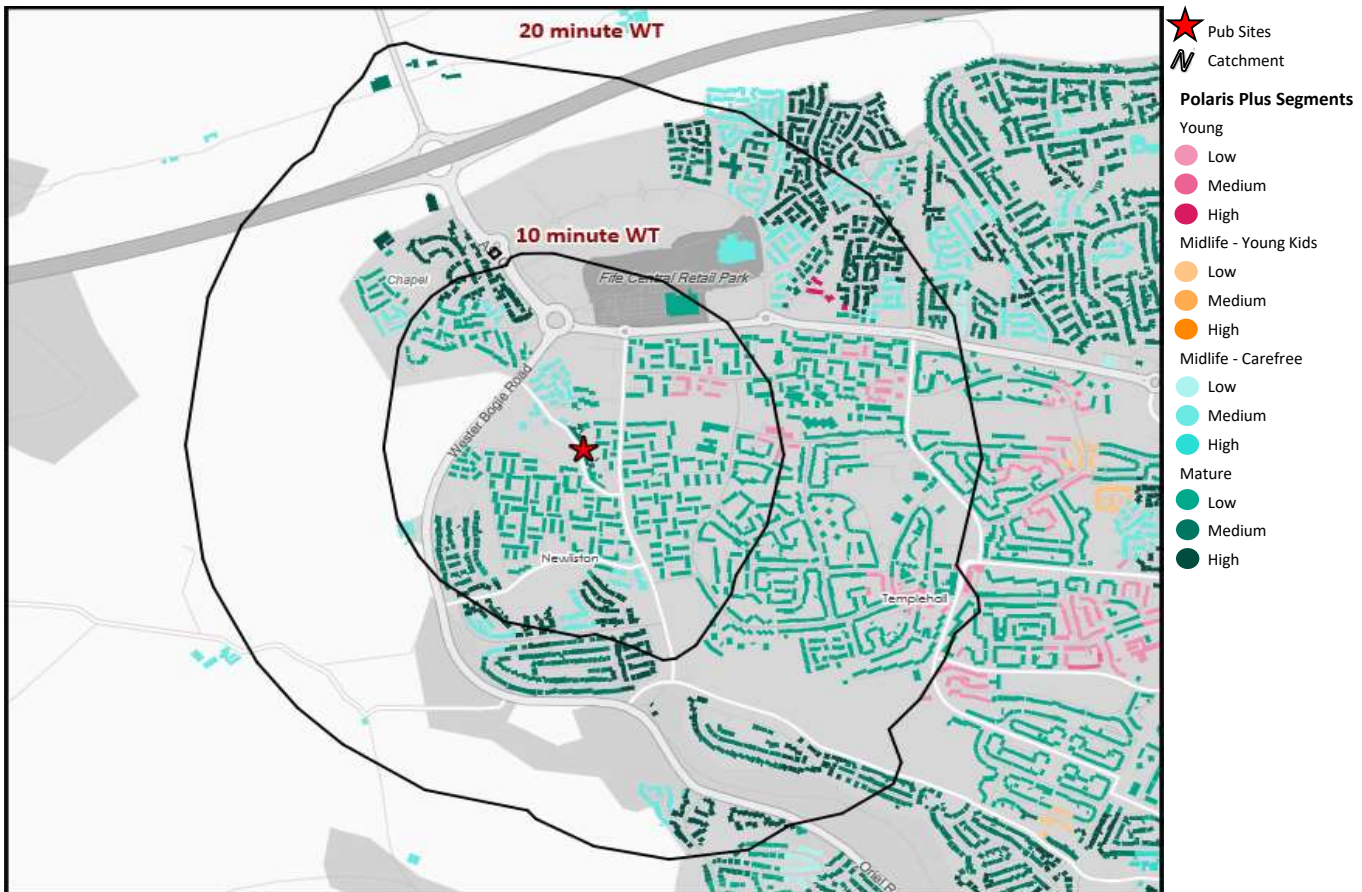 20 minute WT
10 minute WT
Fife Central Retail Park
Chapel
Wester Bogie Road
Newliston
Templehall
Pub Sites
Catchment
Polaris Plus Segments
Young
Low
Medium
High
Midlife - Young Kids
Low
Medium
High
Midlife - Carefree
Low
Medium
High
Mature
Low
Medium
High